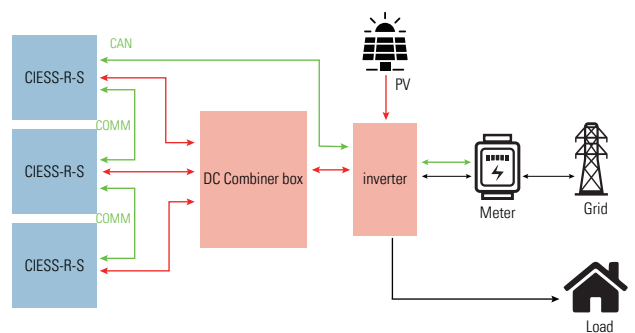 CIESS-R-S
CAN
COMM
CIESS-R-S
COMM
CIESS-R-S
DC Combiner box
PV
inverter
Meter
Grid
Load